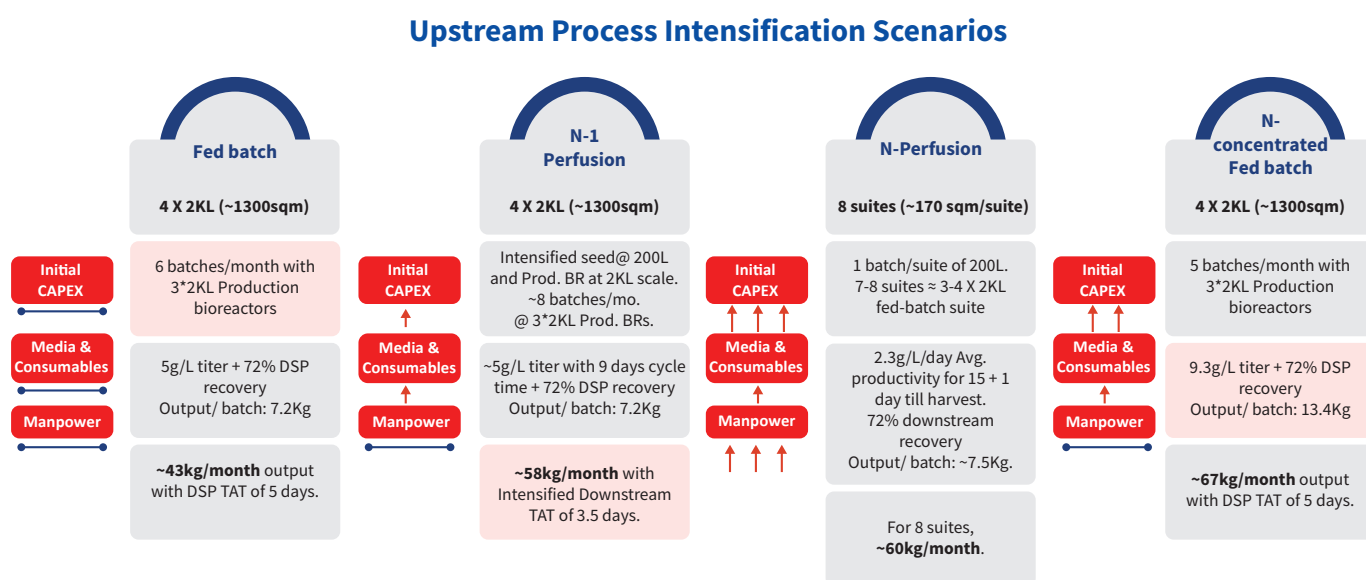 Upstream Process Intensification Scenarios
Fed batch
4 X 2KL (~1300sqm)
Initial
CAPEX
Media &
Consumables
Manpower
6 batches/month with
3*2KL Production
bioreactors
5g/L titer + 72% DSP
recovery
Output/ batch: 7.2Kg
~43kg/month output
with DSP TAT of 5 days.
N-1
Perfusion
4 X 2KL (~1300sqm)
Initial
CAPEX
Media &
Consumables
Manpower
Intensified seed@ 200L
and Prod. BR at 2KL scale.
~8 batches/mo.
@ 3*2KL Prod. BRs.
~5g/L titer with 9 days cycle
time + 72% DSP recovery
Output/ batch: 7.2Kg
~58kg/month with
Intensified Downstream
TAT of 3.5 days.
N-Perfusion
8 suites (~170 sqm/suite)
Initial
CAPEX
Media &
Consumables
Manpower
1 batch/suite of 200L.
7-8 suites ≈ 3-4 X 2KL
fed-batch suite
2.3g/L/day Avg.
productivity for 15 + 1
day till harvest.
72% downstream
recovery
Output/ batch: ~7.5Kg.
For 8 suites,
~60kg/month.
N-
concentrated
Fed batch
4 X 2KL (~1300sqm)
Initial
CAPEX
Media &
Consumables
Manpower
5 batches/month with
3*2KL Production
bioreactors
9.3g/L titer + 72% DSP
recovery
Output/ batch: 13.4Kg
~67kg/month output
with DSP TAT of 5 days.